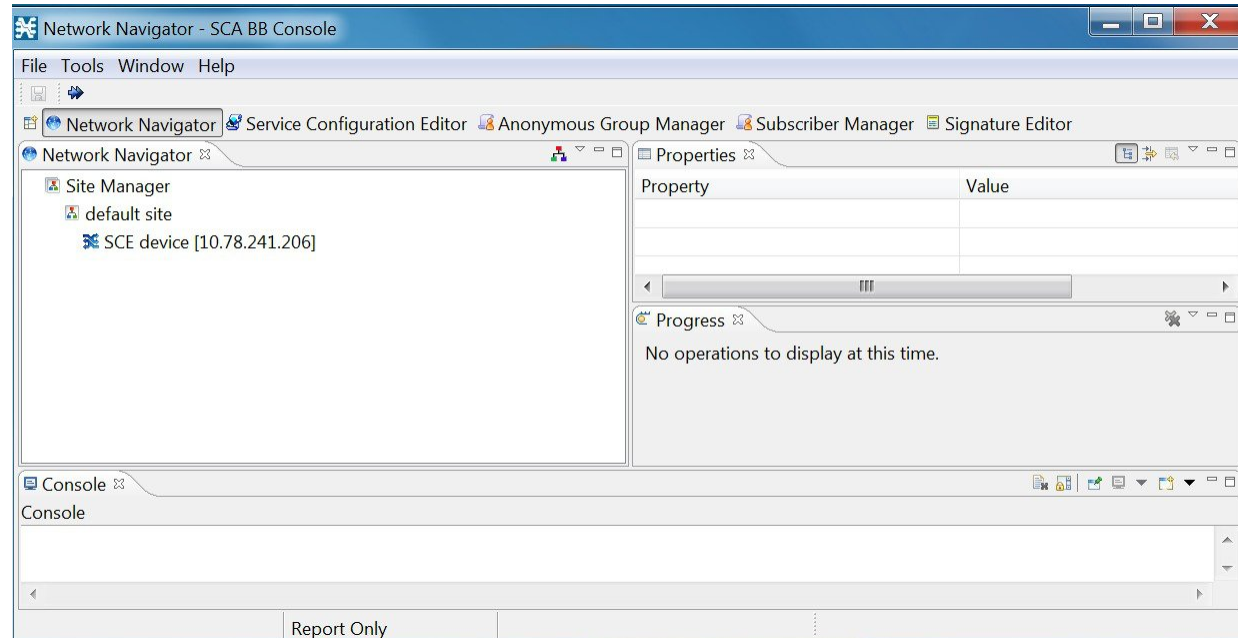 Network Navigator - SCA BB Console
File Tools Window Help
Network Navigator Service Configuration Editor Anonymous Group Manager Subscriber Manager Signature Editor
Network Navigator
Site Manager
default site
SCE device [10.78.241.206]
Properties
Property Value
Progress
No operations to display at this time.
Console
Console
Report Only